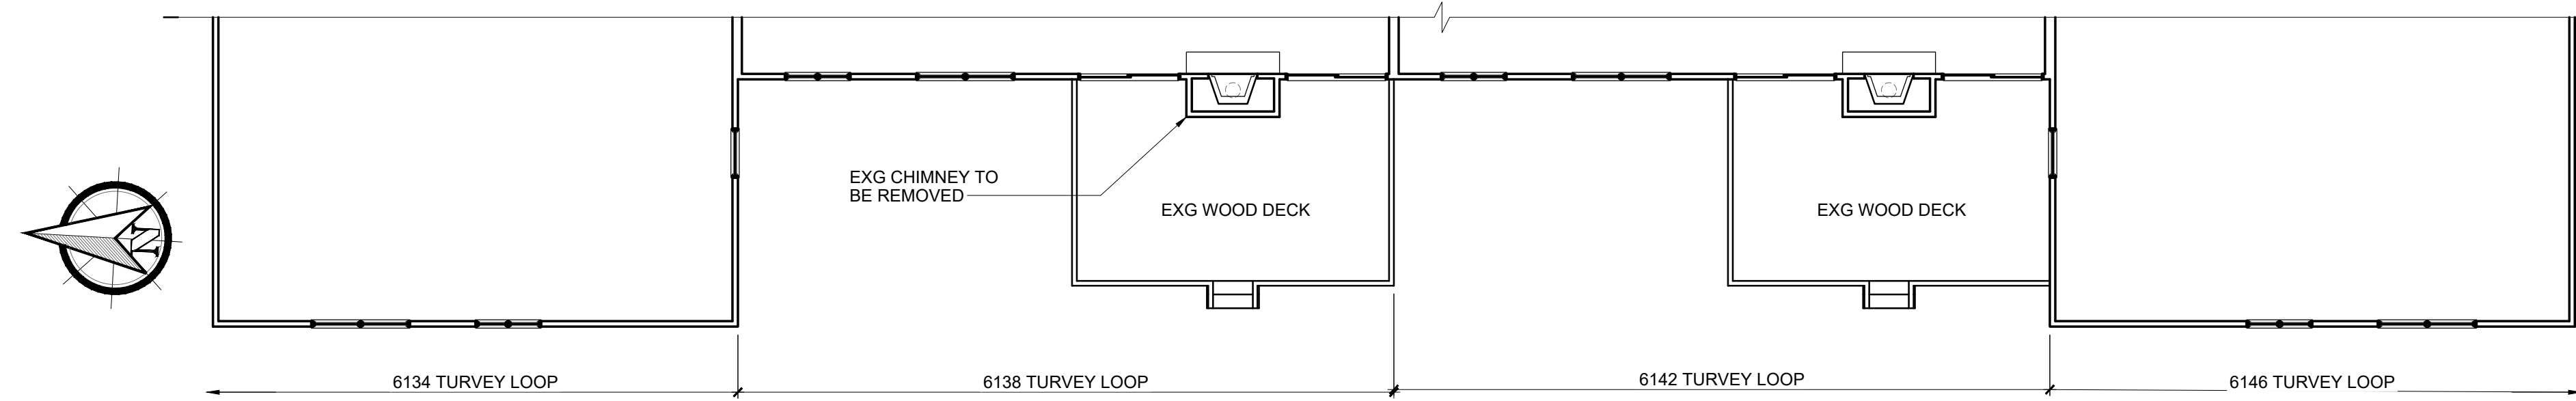 EXG CHIMNEY TO
BE REMOVED
EXG WOOD DECK
EXG WOOD DECK
N
6134 TURVEY LOOP
6138 TURVEY LOOP
6142 TURVEY LOOP
6146 TURVEY LOOP